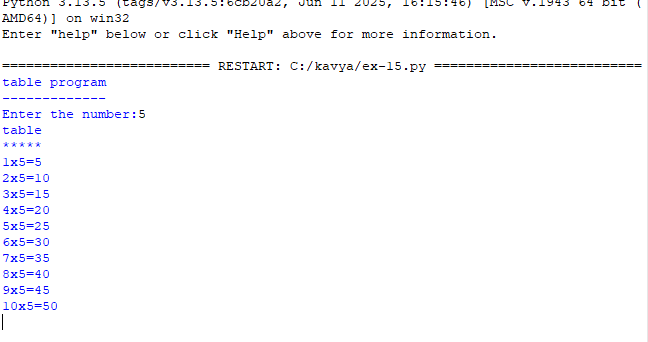 Python 3.13.5 (tags/v3.13.5:6cb20a2, Jun 11 2025, 16:15:46) [MSC v.1943 64 bit (
AMD64)] on win32
Enter "help" below or click "Help" above for more information.
========================== RESTART: C:/kavya/ex-15.py ==========================
table program
-------------
Enter the number:5
table
*****
1x5=5
2x5=10
3x5=15
4x5=20
5x5=25
6x5=30
7x5=35
8x5=40
9x5=45
10x5=50